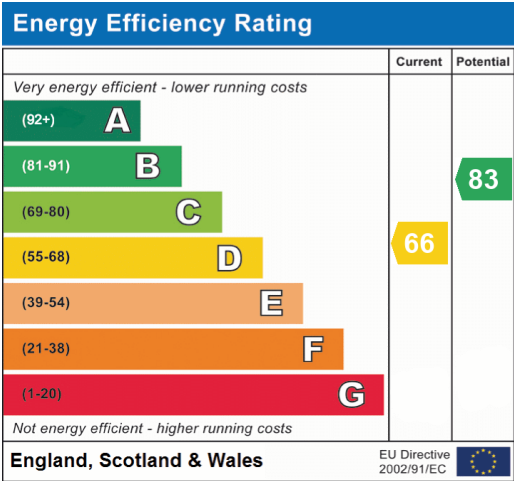 Energy Efficiency Rating
Current
Potential
Very energy efficient - lower running costs
(92+) A
(81-91) B
(69-80) C
(55-68) D
(39-54) E
(21-38) F
(1-20) G
83
66
Not energy efficient - higher running costs
England, Scotland & Wales
EU Directive
2002/91/EC